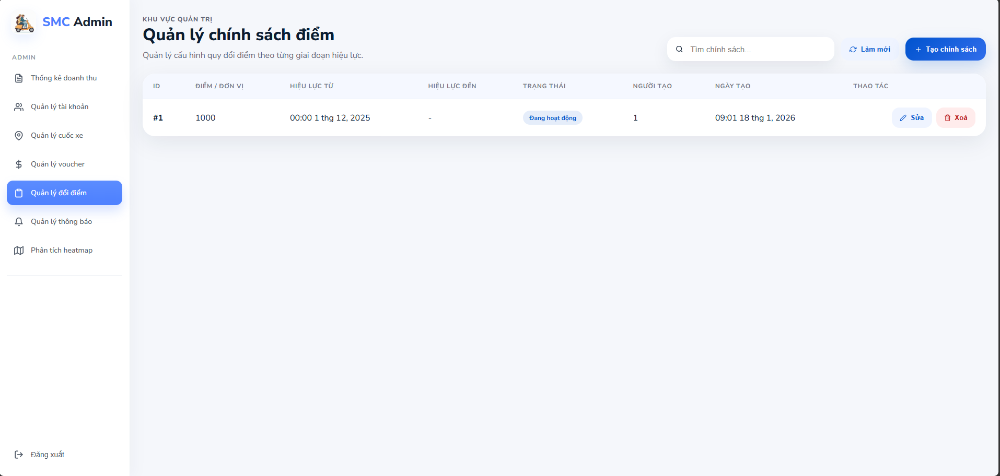 SMC Admin
ADMIN
Thống kê doanh thu
Quản lý tài khoản
Quản lý cuốc xe
Quản lý voucher
Quản lý đổi điểm
Quản lý thông báo
Phân tích heatmap
Đăng xuất
KHU VỰC QUẢN TRỊ
Quản lý chính sách điểm
Quản lý cấu hình quy đổi điểm theo từng giai đoạn hiệu lực.
Tìm chính sách...
Làm mới
+ Tạo chính sách
ID ĐIỂM / ĐƠN VỊ HIỆU LỰC TỪ HIỆU LỰC ĐẾN TRẠNG THÁI NGƯỜI TẠO NGÀY TẠO THAO TÁC
#1 1000 00:00 1 thg 12, 2025 - Đang hoạt động 1 09:01 18 thg 1, 2026 Sửa Xoá